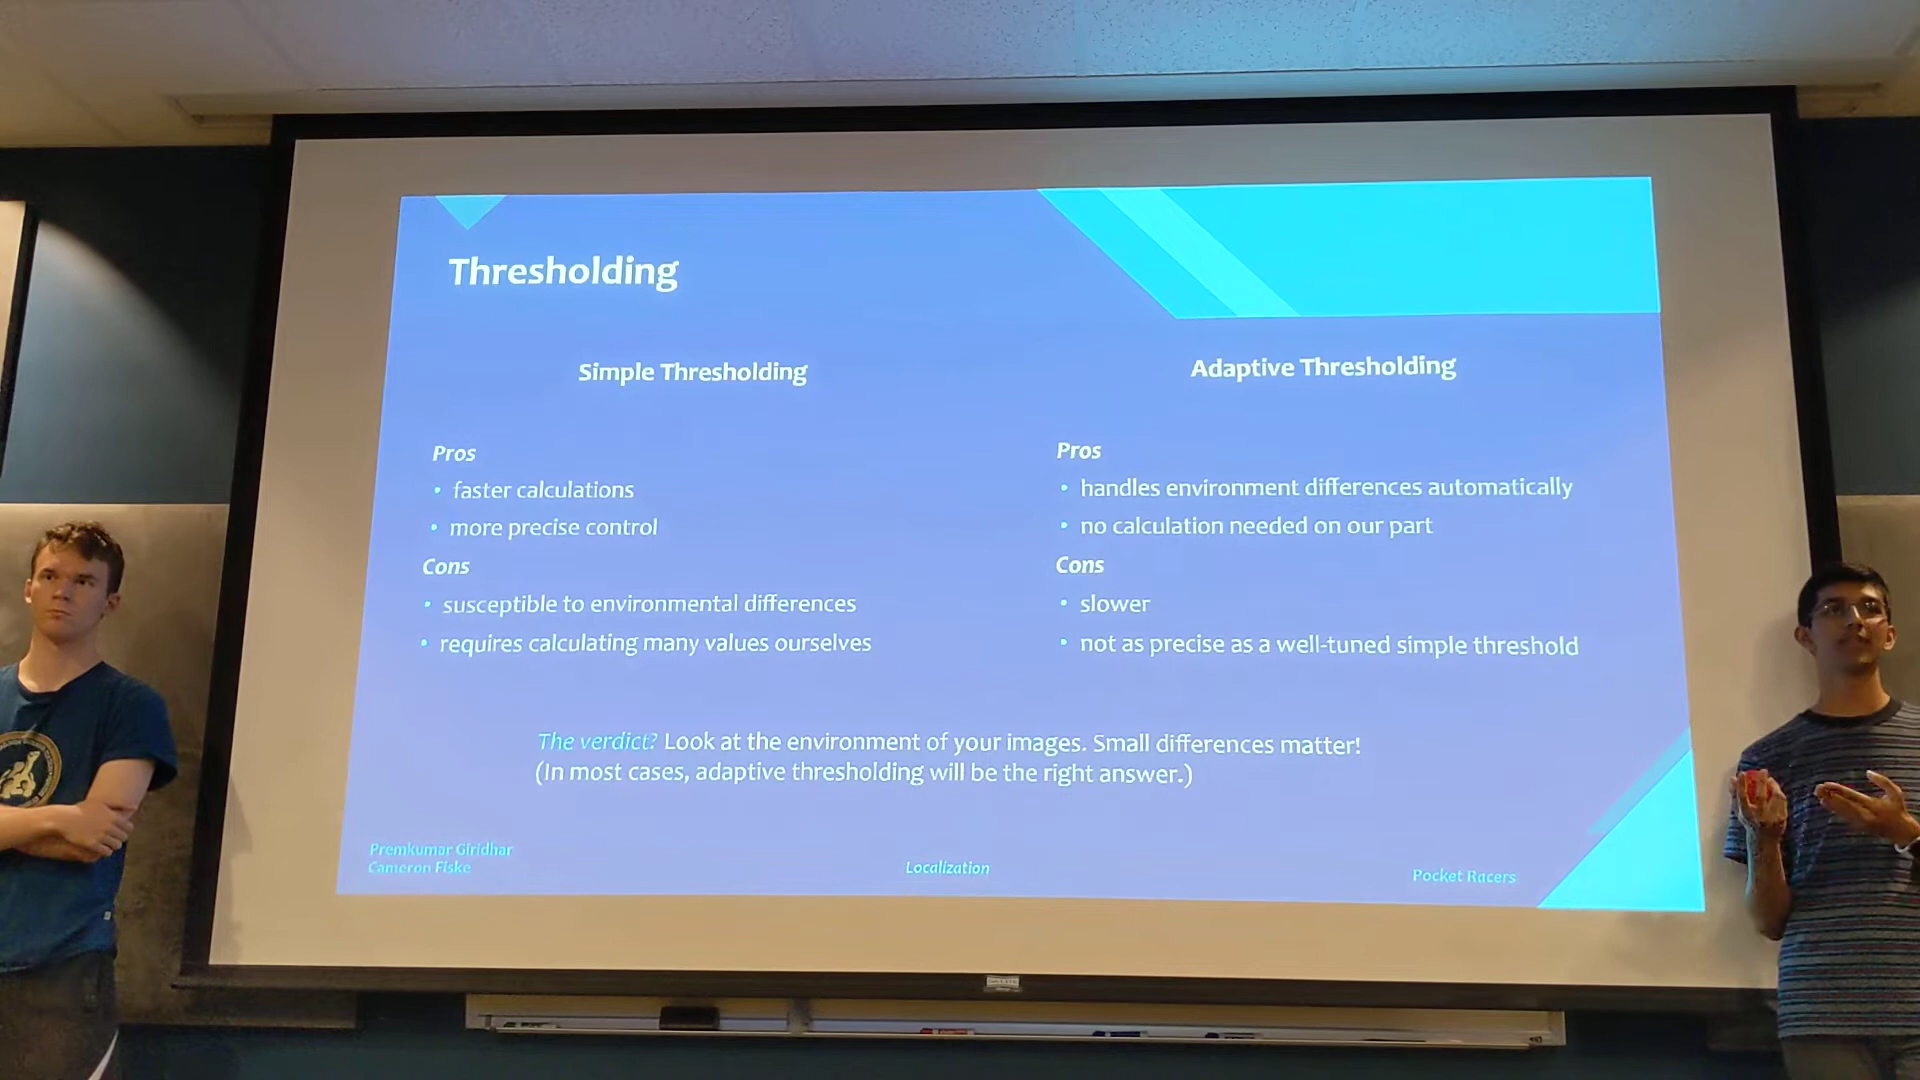 Thresholding
Simple Thresholding
Pros
• faster calculations
• more precise control
Cons
• susceptible to environmental differences
• requires calculating many values ourselves
Adaptive Thresholding
Pros
• handles environment differences automatically
• no calculation needed on our part
Cons
• slower
• not as precise as a well-tuned simple threshold
The verdict? Look at the environment of your images. Small differences matter!
(In most cases, adaptive thresholding will be the right answer.)
Premkumar Giridhar
Cameron Fiske
Localization
Pocket Racers